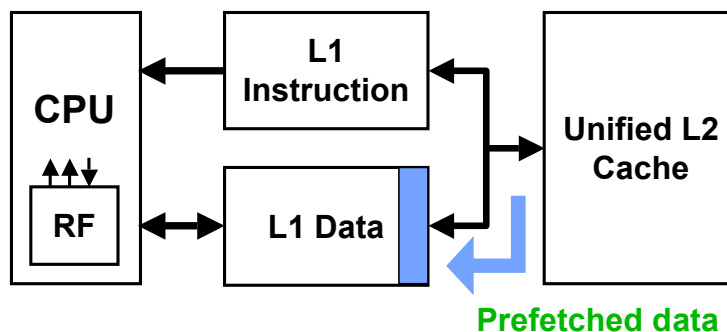 CPU
RF
L1
Instruction
L1 Data
Unified L2
Cache
Prefetched data